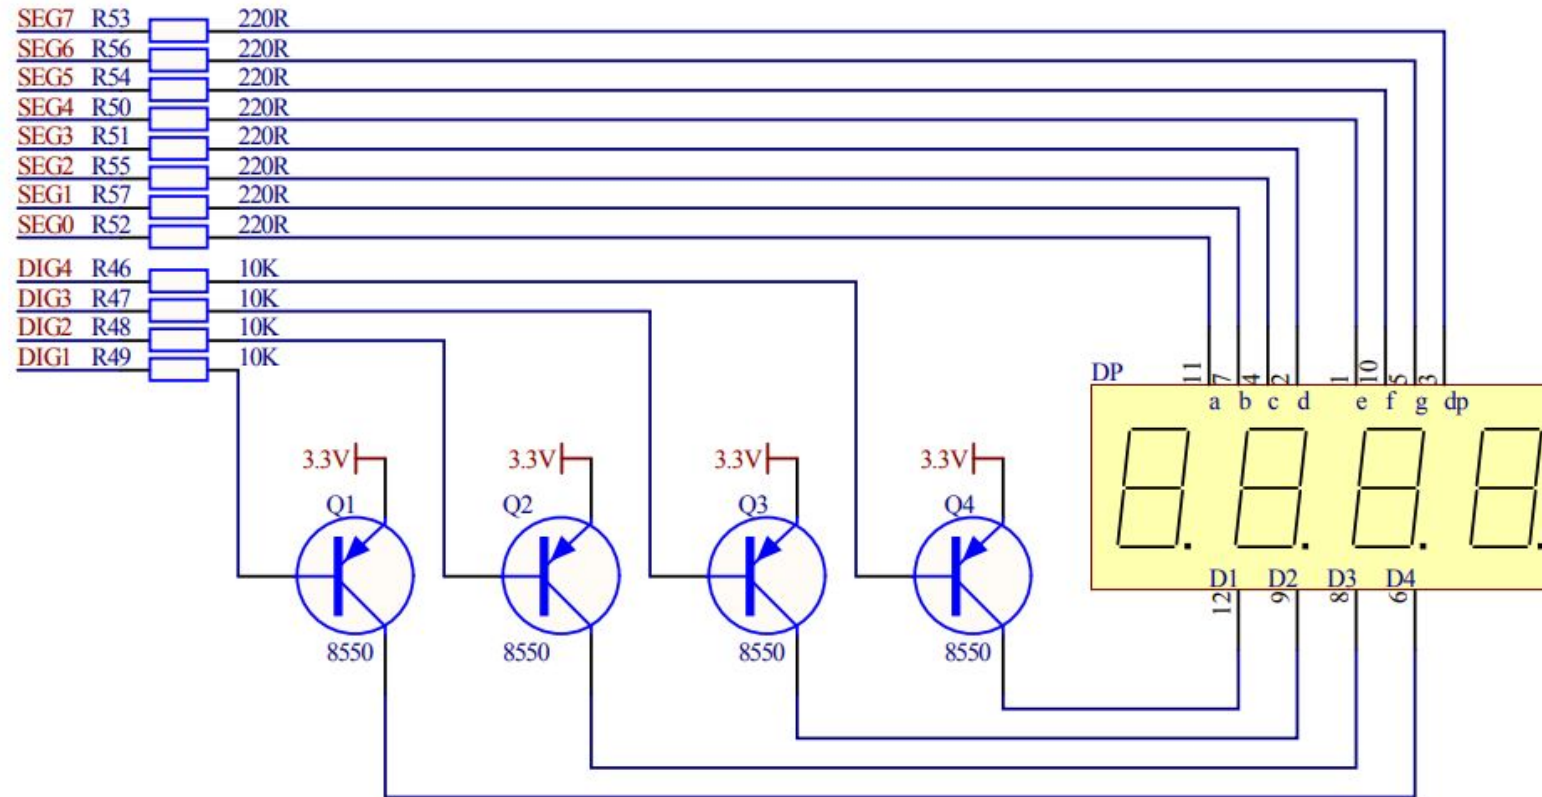 SEG7 R53 220R
SEG6 R56 220R
SEG5 R54 220R
SEG4 R50 220R
SEG3 R51 220R
SEG2 R55 220R
SEG1 R57 220R
SEG0 R52 220R
DIG4 R46 10K
DIG3 R47 10K
DIG2 R48 10K
DIG1 R49 10K
11 7 4 2 1 10 5 3
DP
a b c d e f g dp
3.3V 3.3V 3.3V 3.3V
Q1 Q2 Q3 Q4
D1 D2 D3 D4
12 9 8 6
8550 8550 8550 8550